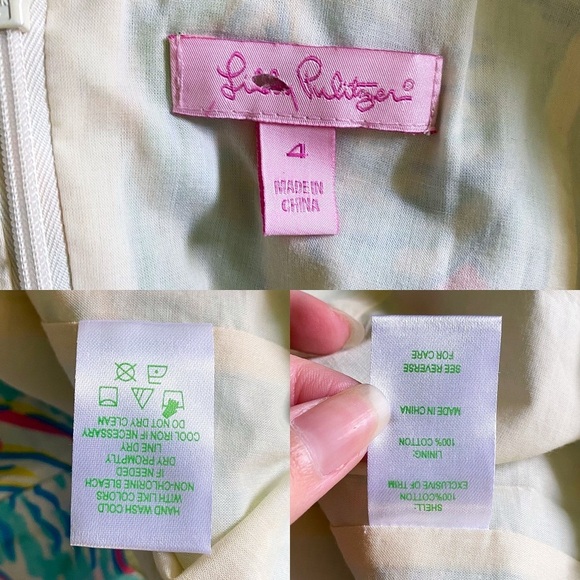 Lilly Pulitzer®
4
MADE IN
CHINA
HAND WASH COLD
WITH LIKE COLORS
NON-CHLORINE BLEACH
IF NEEDED
DRY PROMPTLY
LINE DRY
COOL IRON IF NECESSARY
DO NOT DRY CLEAN
SHELL:
100%COTTON
EXCLUSIVE OF TRIM
LINING:
100% COTTON
MADE IN CHINA
SEE REVERSE
FOR CARE